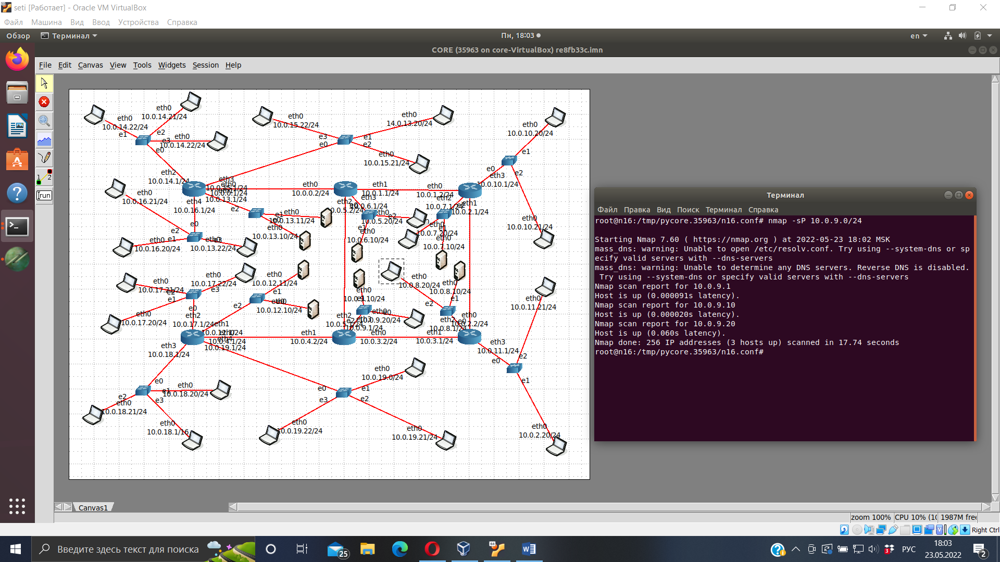 seti [Работает] - Oracle VM VirtualBox
Файл Машина Вид Ввод Устройства Справка
Обзор Терминал Пн, 18:03 en
CORE (35963 on core-VirtualBox) re8fb33c.imn
File Edit Canvas View Tools Widgets Session Help
eth0
10.0.14.21/24
eth0
10.0.14.22/24
e1
e2
e3
eth0
10.0.14.22/24
e0
eth2
10.0.14.1/24
eth0
10.0.15.22/24
eth0
14.0.13.20/24
e3
e0
e1
e2
eth0
10.0.15.21/24
eth0
10.0.10.20/24
e1
e0
e2
eth3
10.0.10.1/24
eth0
10.0.10.21/24
eth0
10.0.16.21/24
eth4
10.0.16.1/24
eth3
10.0.13.1/24
e2
eth0
10.0.0.2/24
eth1
10.0.1.1/24
eth0
10.0.1.2/24
eth2
eth3
10.0.6.1/24
eth2
10.0.7.1/24
eth1
10.0.2.1/24
e0
e2
e1
eth0
10.0.16.20/24
10.0.13.22/24
eth0
10.0.13.11/24
eth0
10.0.13.10/24
e2
10.0.5.20/24
eth0
10.0.6.10/24
eth0
10.0.7.20/24
eth0
10.0.7.10/24
eth0
10.0.17.21/24
e1
eth0
10.0.17.22/24
e3
e0
eth0
10.0.17.20/24
eth2
10.0.17.1/24
eth1
eth0
10.0.12.11/24
e1
e2
10.0.12.10/24
eth0
10.0.8.20/24
eth0
10.0.8.10/24
e2
e1
eth0
10.0.9.20/24
10.0.9.1/24
eth2
10.0.8.1/24
eth0
10.0.2.2/24
10.0.4.1/24
10.0.19.1/24
eth1
10.0.4.2/24
eth0
10.0.3.2/24
eth1
10.0.3.1/24
eth3
10.0.18.1/24
eth3
10.0.11.1/24
e0
e2
e1
eth0
10.0.11.21/24
e0
eth0
10.0.18.20/24
e2
e3
eth0
10.0.18.21/24
eth0
10.0.18.1/16
eth0
10.0.19.0/24
e0
e1
e3
e2
eth0
10.0.19.22/24
eth0
10.0.19.21/24
eth0
10.0.2.20/24
1
2
run
Терминал
Файл Правка Вид Поиск Терминал Справка
root@n16:/tmp/pycore.35963/n16.conf# nmap -sP 10.0.9.0/24
Starting Nmap 7.60 ( https://nmap.org ) at 2022-05-23 18:02 MSK
mass_dns: warning: Unable to open /etc/resolv.conf. Try using --system-dns or sp
ecify valid servers with --dns-servers
mass_dns: warning: Unable to determine any DNS servers. Reverse DNS is disabled.
Try using --system-dns or specify valid servers with --dns-servers
Nmap scan report for 10.0.9.1
Host is up (0.000091s latency).
Nmap scan report for 10.0.9.10
Host is up (0.000020s latency).
Nmap scan report for 10.0.9.20
Host is up (0.060s latency).
Nmap done: 256 IP addresses (3 hosts up) scanned in 17.74 seconds
root@n16:/tmp/pycore.35963/n16.conf#
Canvas1
zoom 100% CPU 10% (10 1987M free
Right Ctrl
Введите здесь текст для поиска
25
64
3
РУС
18:03
23.05.2022
2